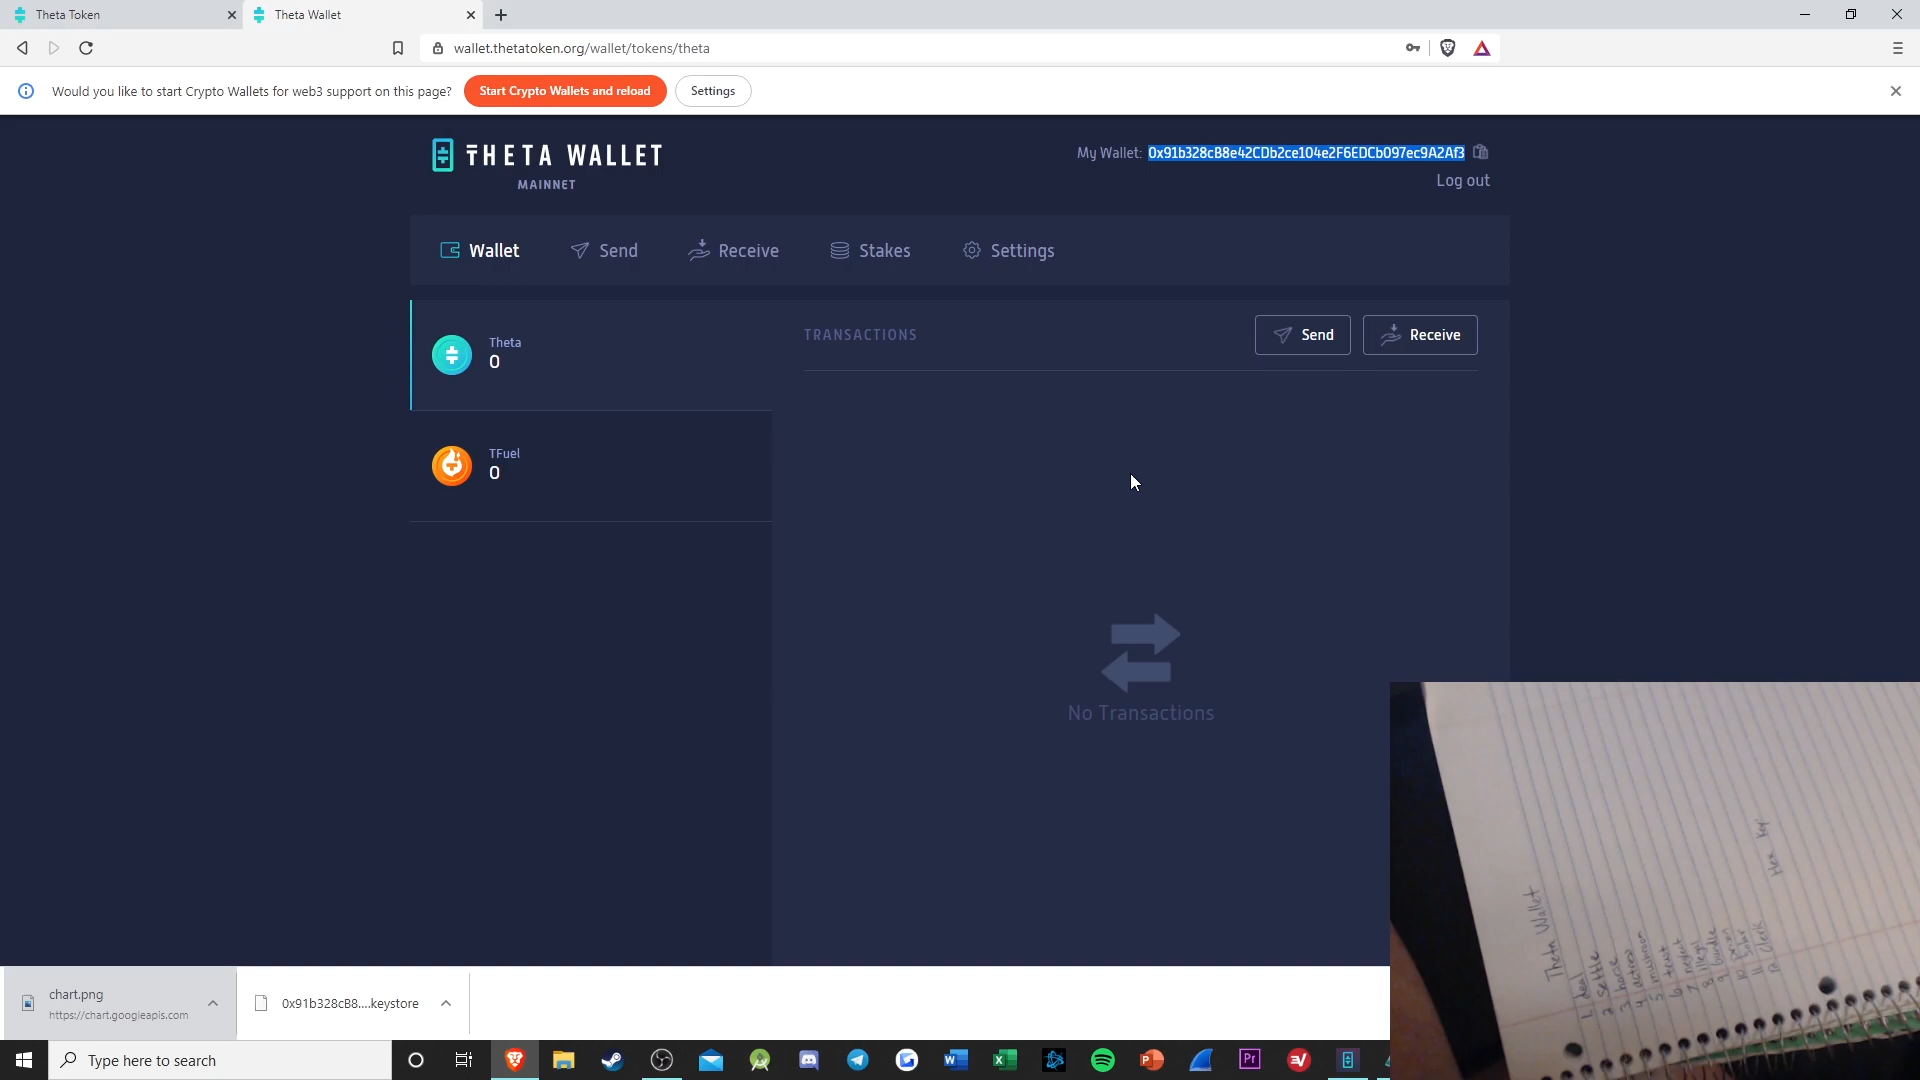 Theta Token
Theta Wallet
wallet.thetatoken.org/wallet/tokens/theta
Would you like to start Crypto Wallets for web3 support on this page?
Start Crypto Wallets and reload
Settings
THETA WALLET
MAINNET
My Wallet: 0x91b328cB8e42CDb2ce104e2F6EDCb097ec9A2Af3
Log out
Wallet
Send
Receive
Stakes
Settings
Theta
0
TFuel
0
TRANSACTIONS
Send
Receive
No Transactions
Theta Wallet
Hex Key
chart.png
https://chart.googleapis.com
0x91b328cB8....keystore
Type here to search